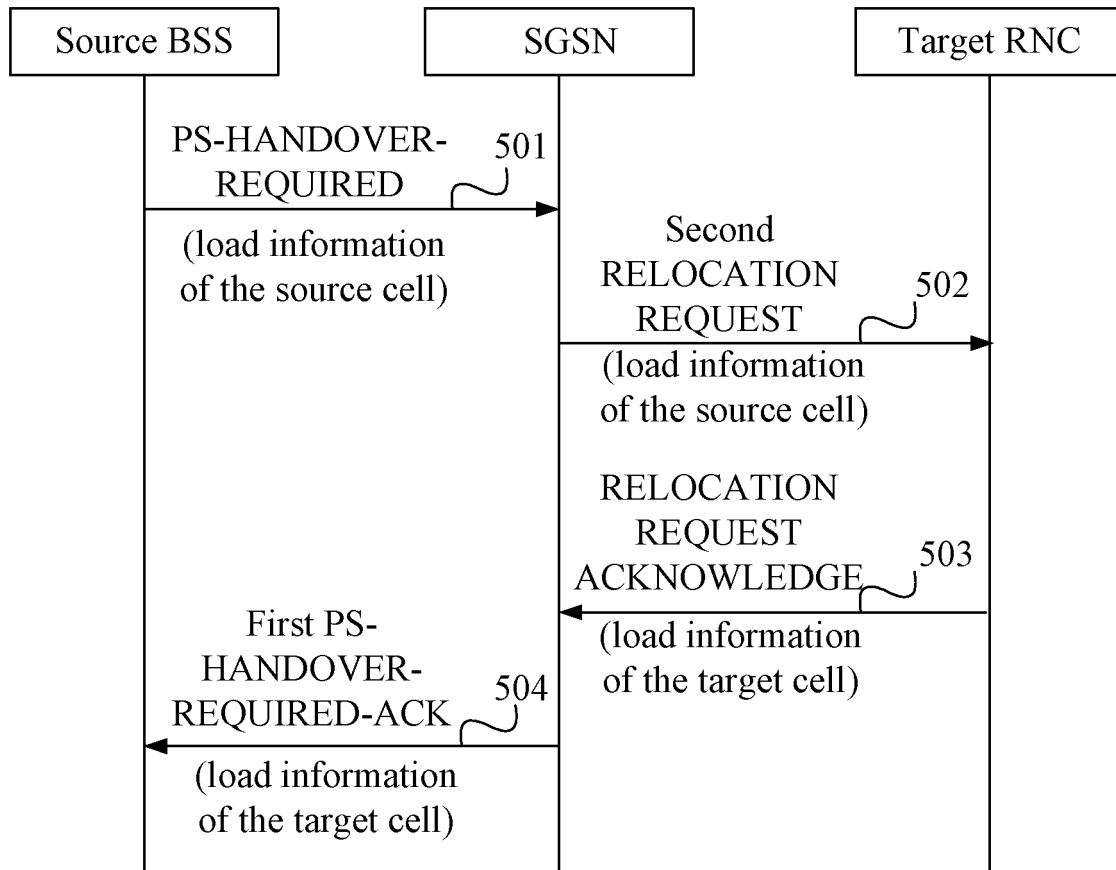 Source BSS
SGSN
Target RNC
PS-HANDOVER-
REQUIRED
501
(load information
of the source cell)
Second
RELOCATION
REQUEST
502
(load information
of the source cell)
RELOCATION
REQUEST
ACKNOWLEDGE
503
(load information
of the target cell)
First PS-
HANDOVER-
REQUIRED-ACK
504
(load information
of the target cell)